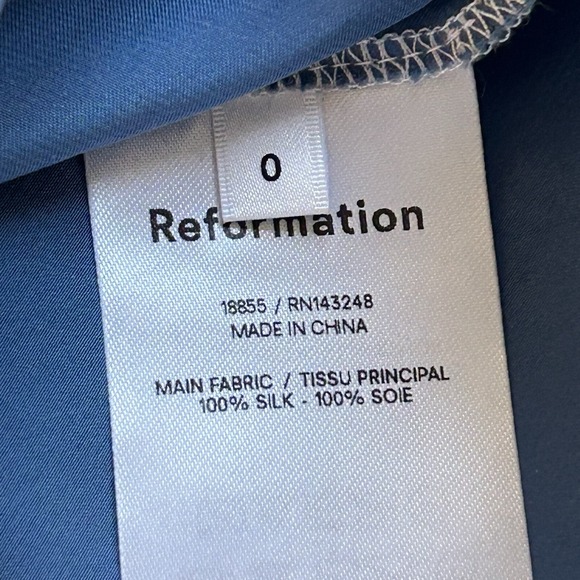 0
Reformation
18855 / RN143248
MADE IN CHINA
MAIN FABRIC / TISSU PRINCIPAL
100% SILK - 100% SOIE